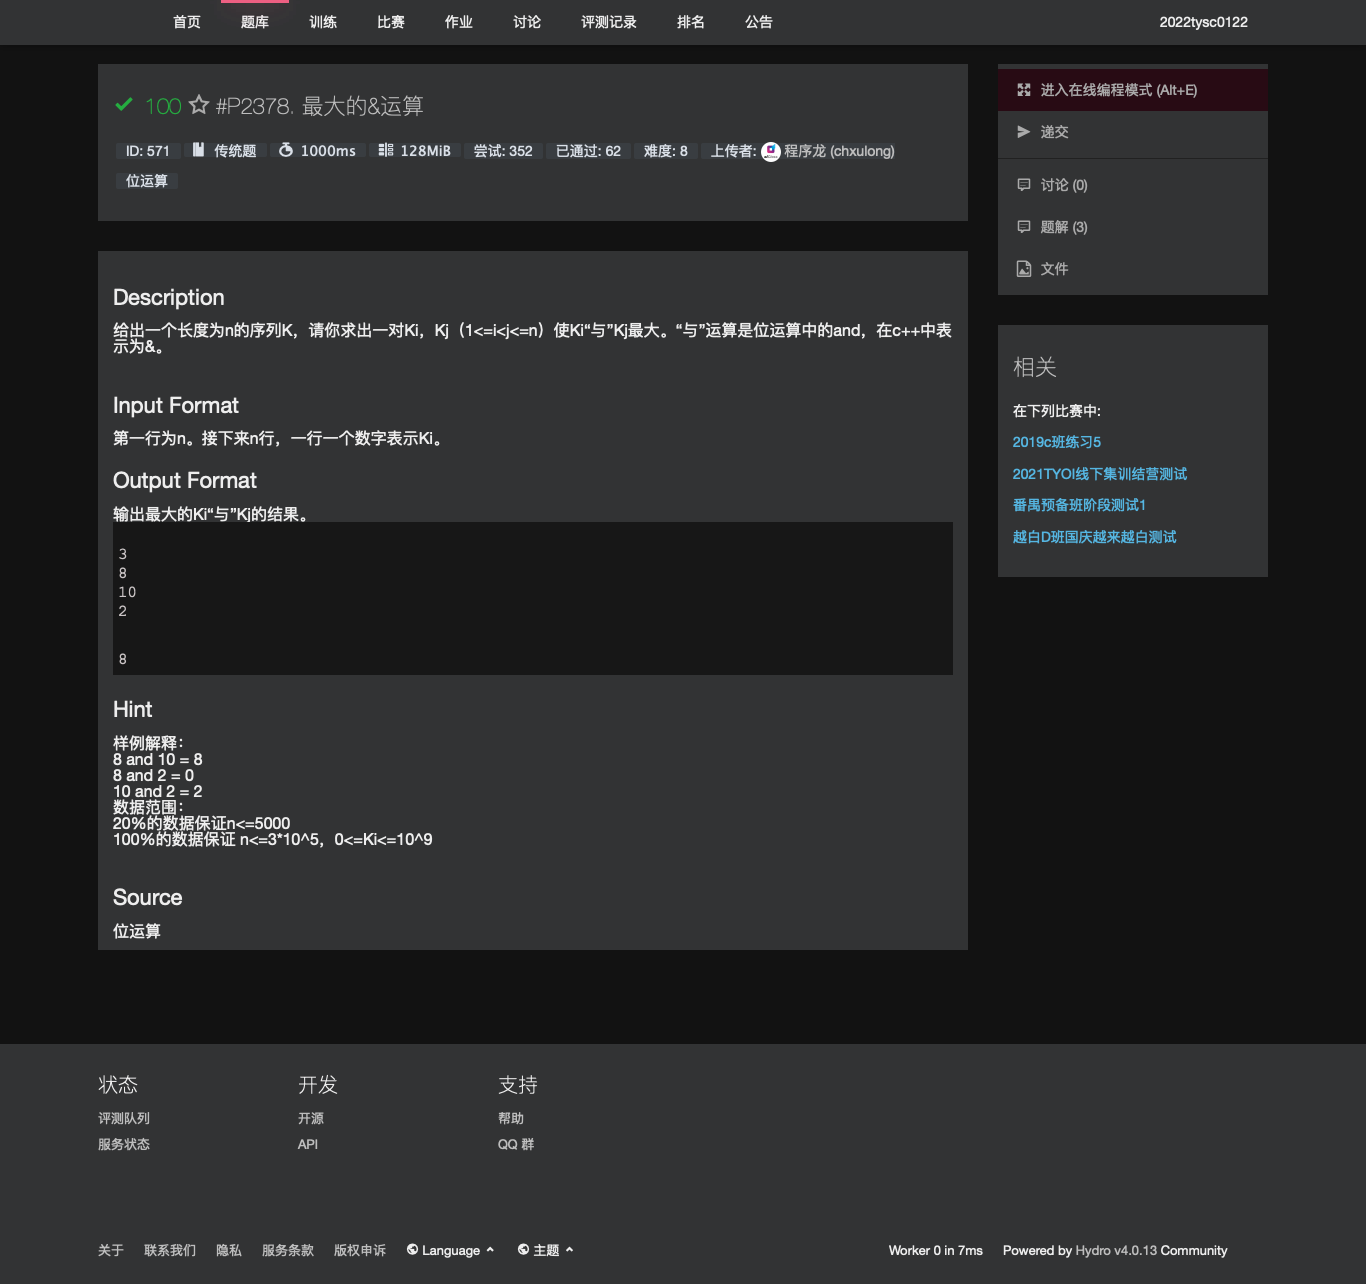 首页 题库 训练 比赛 作业 讨论 评测记录 排名 公告 2022tysc0122
100 #P2378. 最大的&运算
ID: 571 传统题 1000ms 128MiB 尝试: 352 已通过: 62 难度: 8 上传者: 程序龙 (chxulong)
位运算
进入在线编程模式 (Alt+E)
递交
讨论 (0)
题解 (3)
文件
Description
给出一个长度为n的序列K，请你求出一对Ki，Kj（1<=i<j<=n）使Ki“与”Kj最大。“与”运算是位运算中的and，在c++中表
示为&。
Input Format
第一行为n。接下来n行，一行一个数字表示Ki。
Output Format
输出最大的Ki“与”Kj的结果。
3
8
10
2
8
Hint
样例解释：
8 and 10 = 8
8 and 2 = 0
10 and 2 = 2
数据范围：
20%的数据保证n<=5000
100%的数据保证 n<=3*10^5，0<=Ki<=10^9
Source
位运算
相关
在下列比赛中:
2019c班练习5
2021TYOI线下集训结营测试
番禺预备班阶段测试1
越白D班国庆越来越白测试
状态 开发 支持
评测队列 开源 帮助
服务状态 API QQ 群
关于 联系我们 隐私 服务条款 版权申诉 Language 主题 Worker 0 in 7ms Powered by Hydro v4.0.13 Community